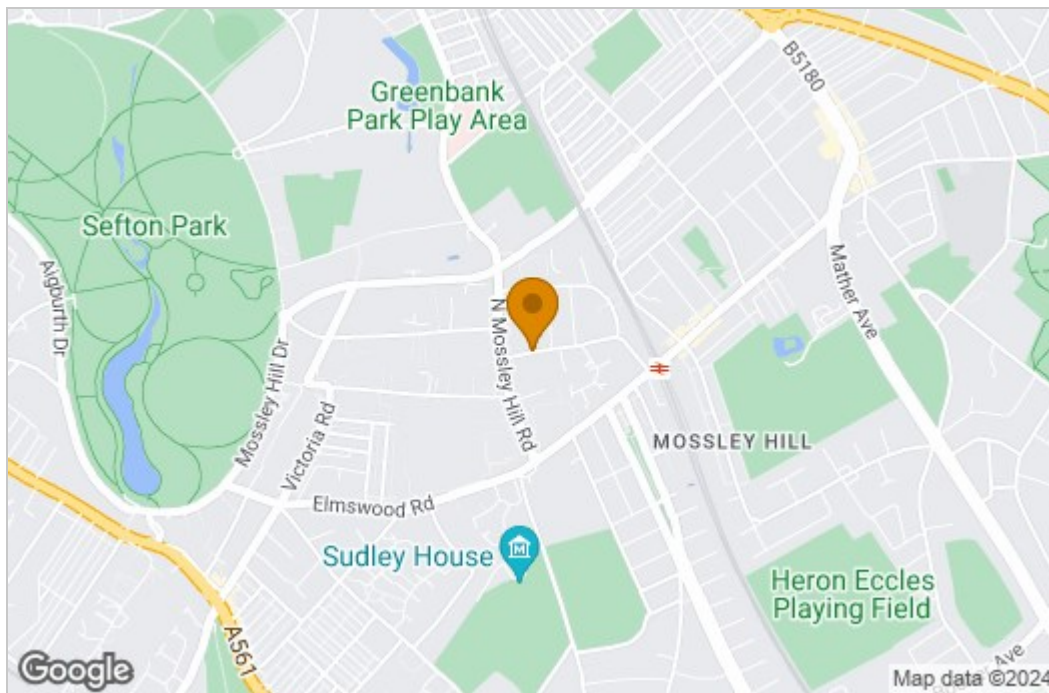 B5180
Greenbank
Park Play Area
Sefton Park
Aigburth Dr
Mossley Hill Dr
N Mossley Hill Rd
Mather Ave
Victoria Rd
MOSSLEY HILL
Elmswood Rd
Sudley House
M
Heron Eccles
Playing Field
A561
Google
Map data ©2024